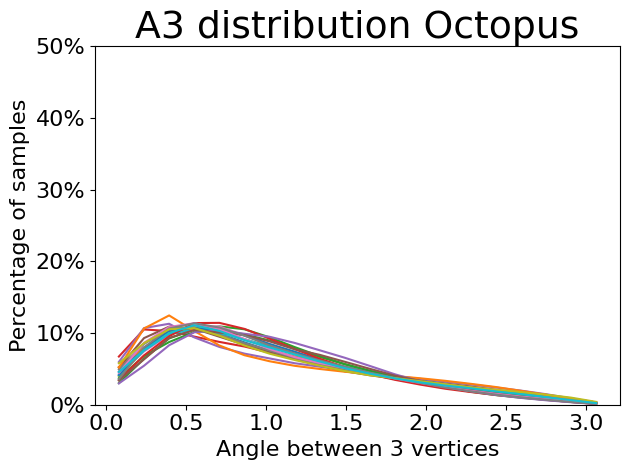 A3 distribution Octopus
50%
40%
30%
20%
10%
0%
Percentage of samples
0.0 0.5 1.0 1.5 2.0 2.5 3.0
Angle between 3 vertices